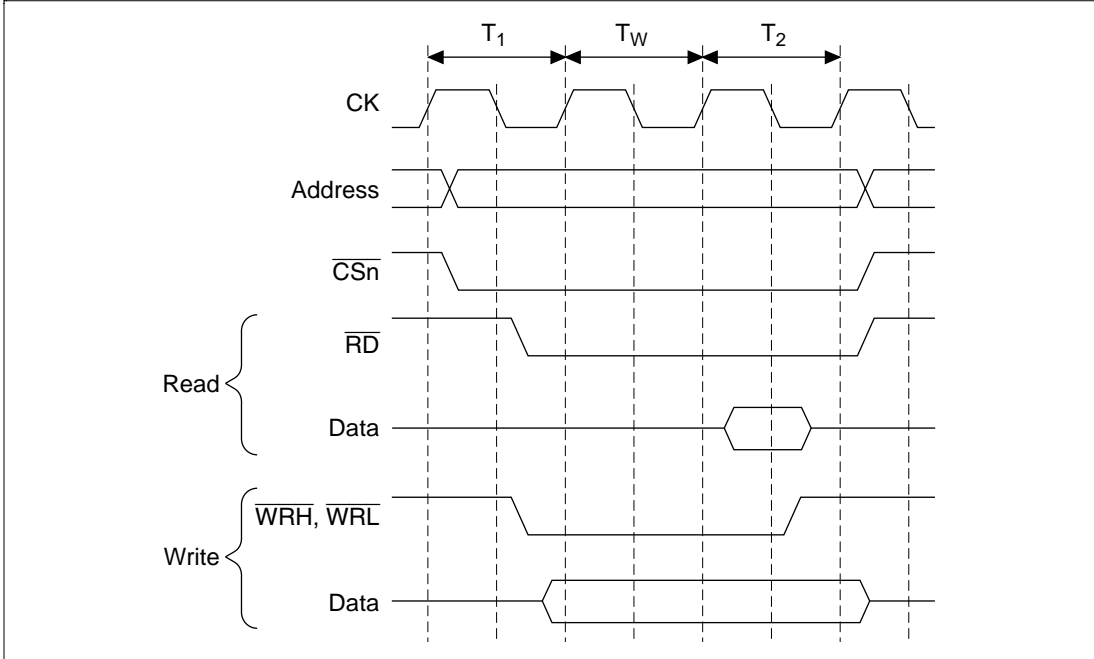 T1 TW T2
CK
Address
CSn
RD
Read
Data
WRH, WRL
Write
Data